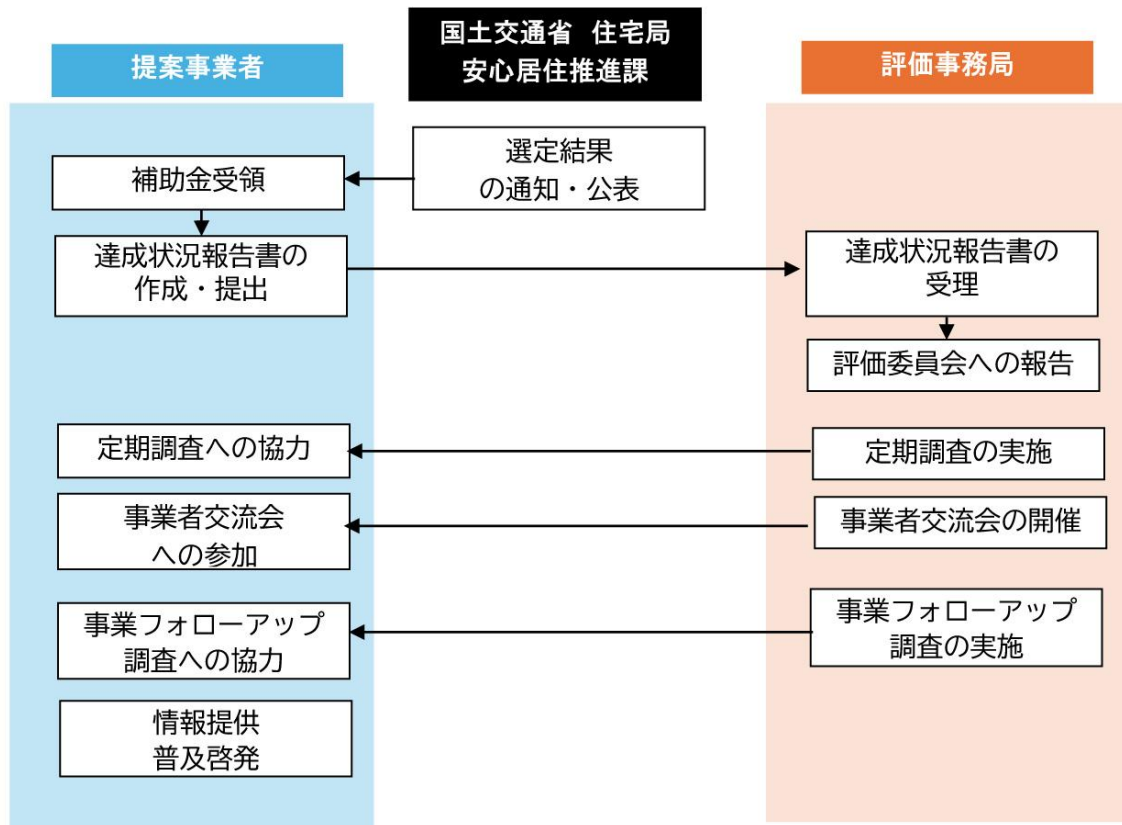 提案事業者
国土交通省 住宅局
安心居住推進課
評価事務局
選定結果
の通知・公表
補助金受領
達成状況報告書の
作成・提出
達成状況報告書の
受理
評価委員会への報告
定期調査への協力
定期調査の実施
事業者交流会
への参加
事業者交流会の開催
事業フォローアップ
調査への協力
事業フォローアップ
調査の実施
情報提供
普及啓発